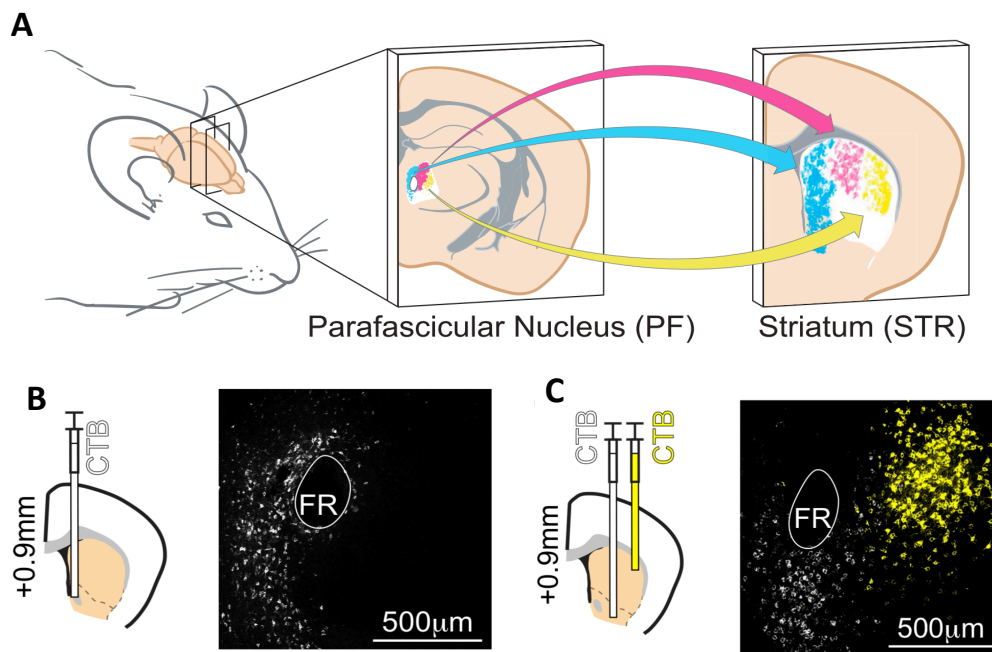 A
Parafascicular Nucleus (PF)
Striatum (STR)
B
CTB
+0.9mm
FR
500μm
C
CTB
CTB
+0.9mm
FR
500μm